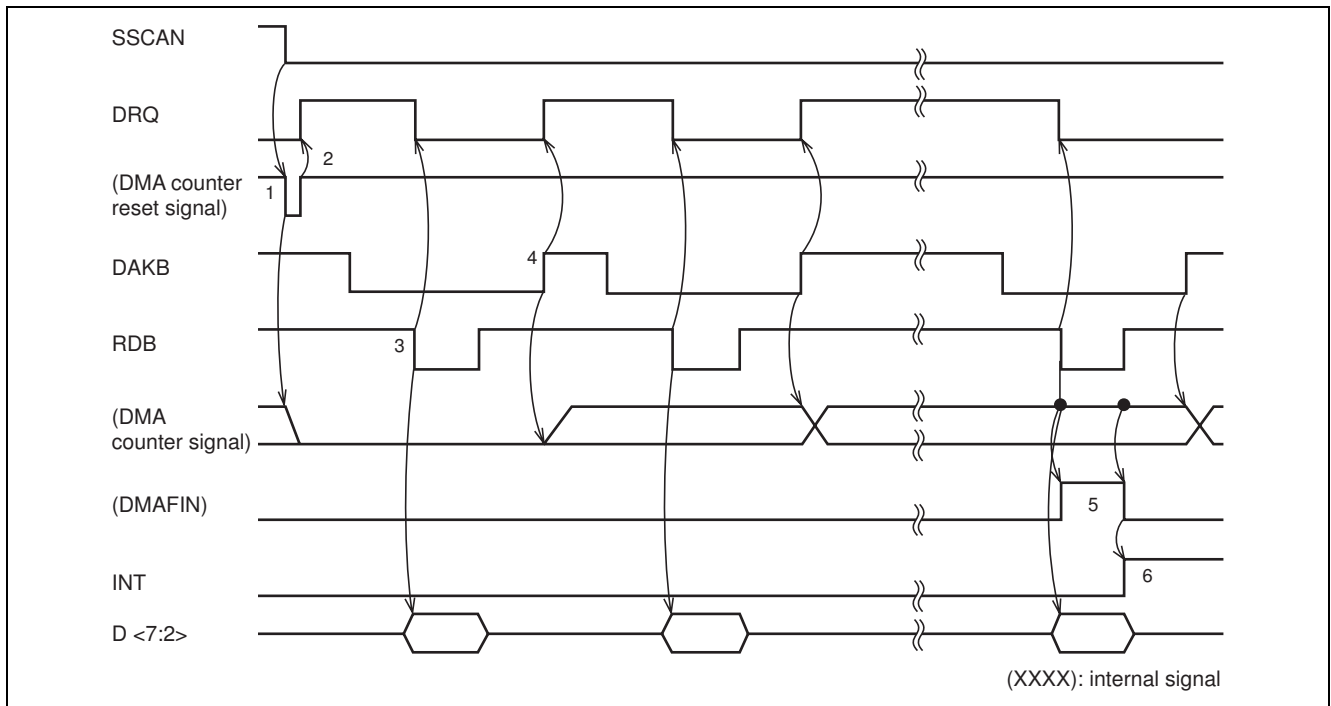 SSCAN
DRQ
2
(DMA counter
reset signal)
1
DAKB
4
RDB
3
(DMA
counter signal)
(DMAFIN)
5
INT
6
D <7:2>
(XXXX): internal signal